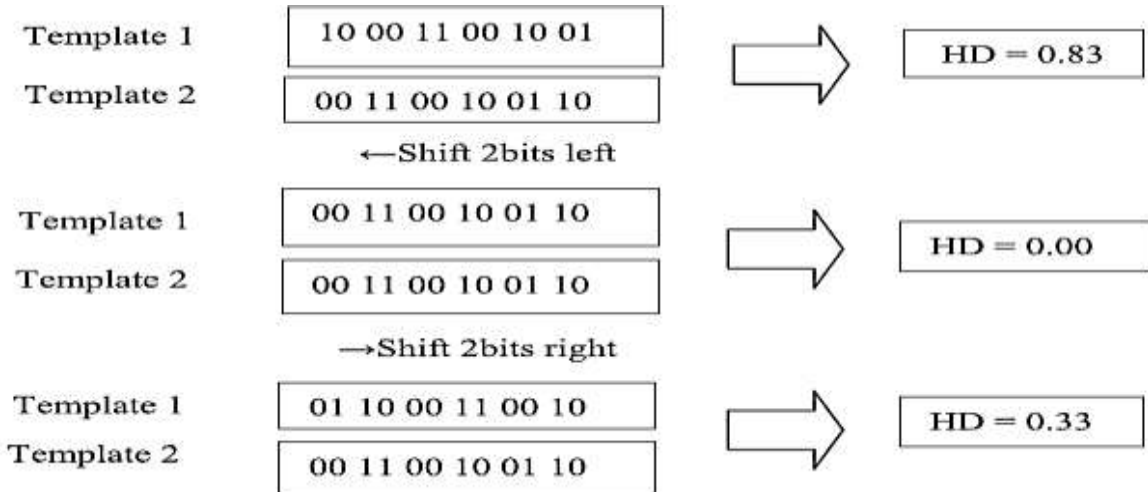 Template 1
10 00 11 00 10 01
HD = 0.83
Template 2
00 11 00 10 01 10
←Shift 2bits left
Template 1
00 11 00 10 01 10
HD = 0.00
Template 2
00 11 00 10 01 10
→Shift 2bits right
Template 1
01 10 00 11 00 10
HD = 0.33
Template 2
00 11 00 10 01 10